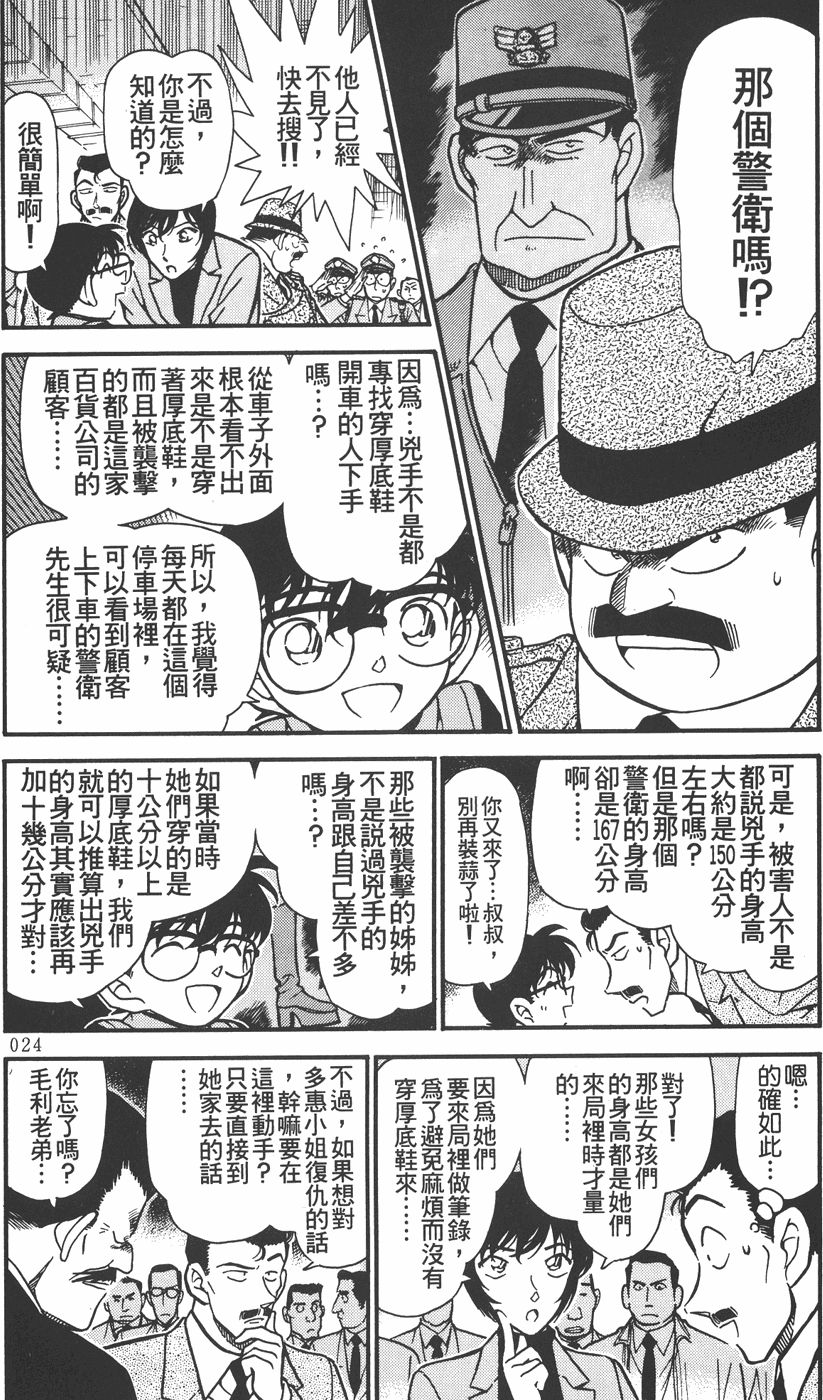 那個警衛嗎!?
他人已經
不見了，
快去搜!!
不過，
你是怎麼
知道的？
很簡單啊！
因為…兇手不是都
專找穿厚底鞋
開車的人下手
嗎…？
從車子外面
根本看不出
來是不是穿
著厚底鞋，
而且被襲擊
的都是這家
百貨公司的
顧客……
所以，我覺得
每天都在這個
停車場裡，
可以看到顧客
上下車的警衛
先生很可疑……
可是，被害人不是
都說兇手的身高
大約是150公分
左右嗎？
但是那個
警衛的身高
卻是167公分
啊……
你又來了…叔叔，
別再裝蒜了啦！
那些被襲擊的姊姊，
不是說過兇手的
身高跟自己差不多
嗎…？
如果當時
她們穿的是
十公分以上
的厚底鞋，我們
就可以推算出兇手
的身高其實應該再
加十幾公分才對…
024
嗯…
的確如此…
對了！
那些女孩們
的身高都是她們
來局裡時才量
的……
因為她們
要來局裡做筆錄，
為了避免麻煩而沒有
穿厚底鞋來……
不過，如果想對
多惠小姐復仇的話
，幹嘛要在
這裡動手？
只要直接到
她家去的話
……
你忘了嗎？
毛利老弟…